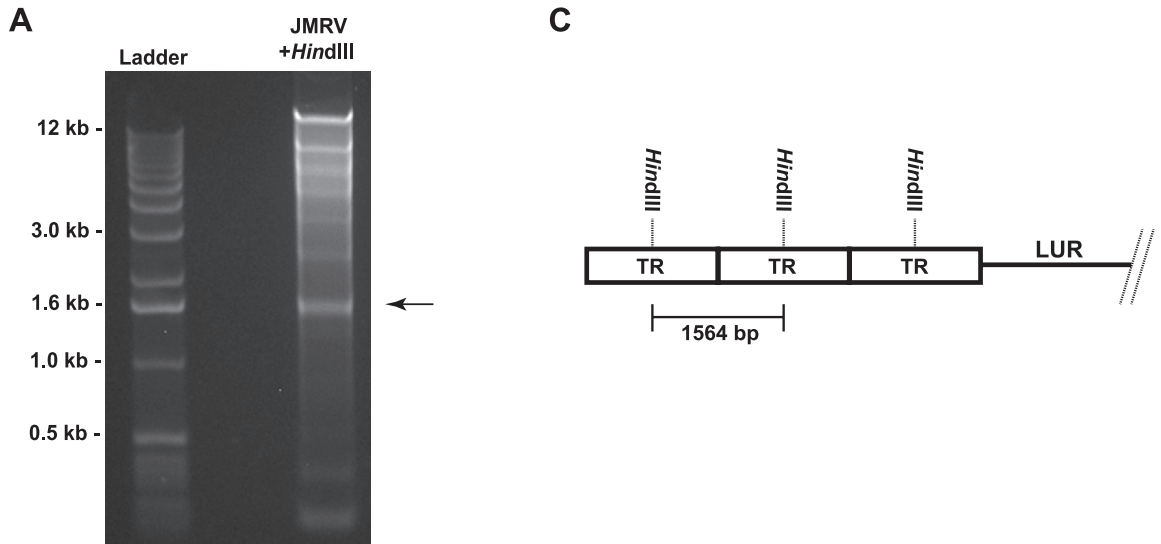 A
Ladder
JMRV
+HindIII
12 kb -
3.0 kb -
1.6 kb -
1.0 kb -
0.5 kb -
C
HindIII
HindIII
HindIII
TR
TR
TR
LUR
1564 bp